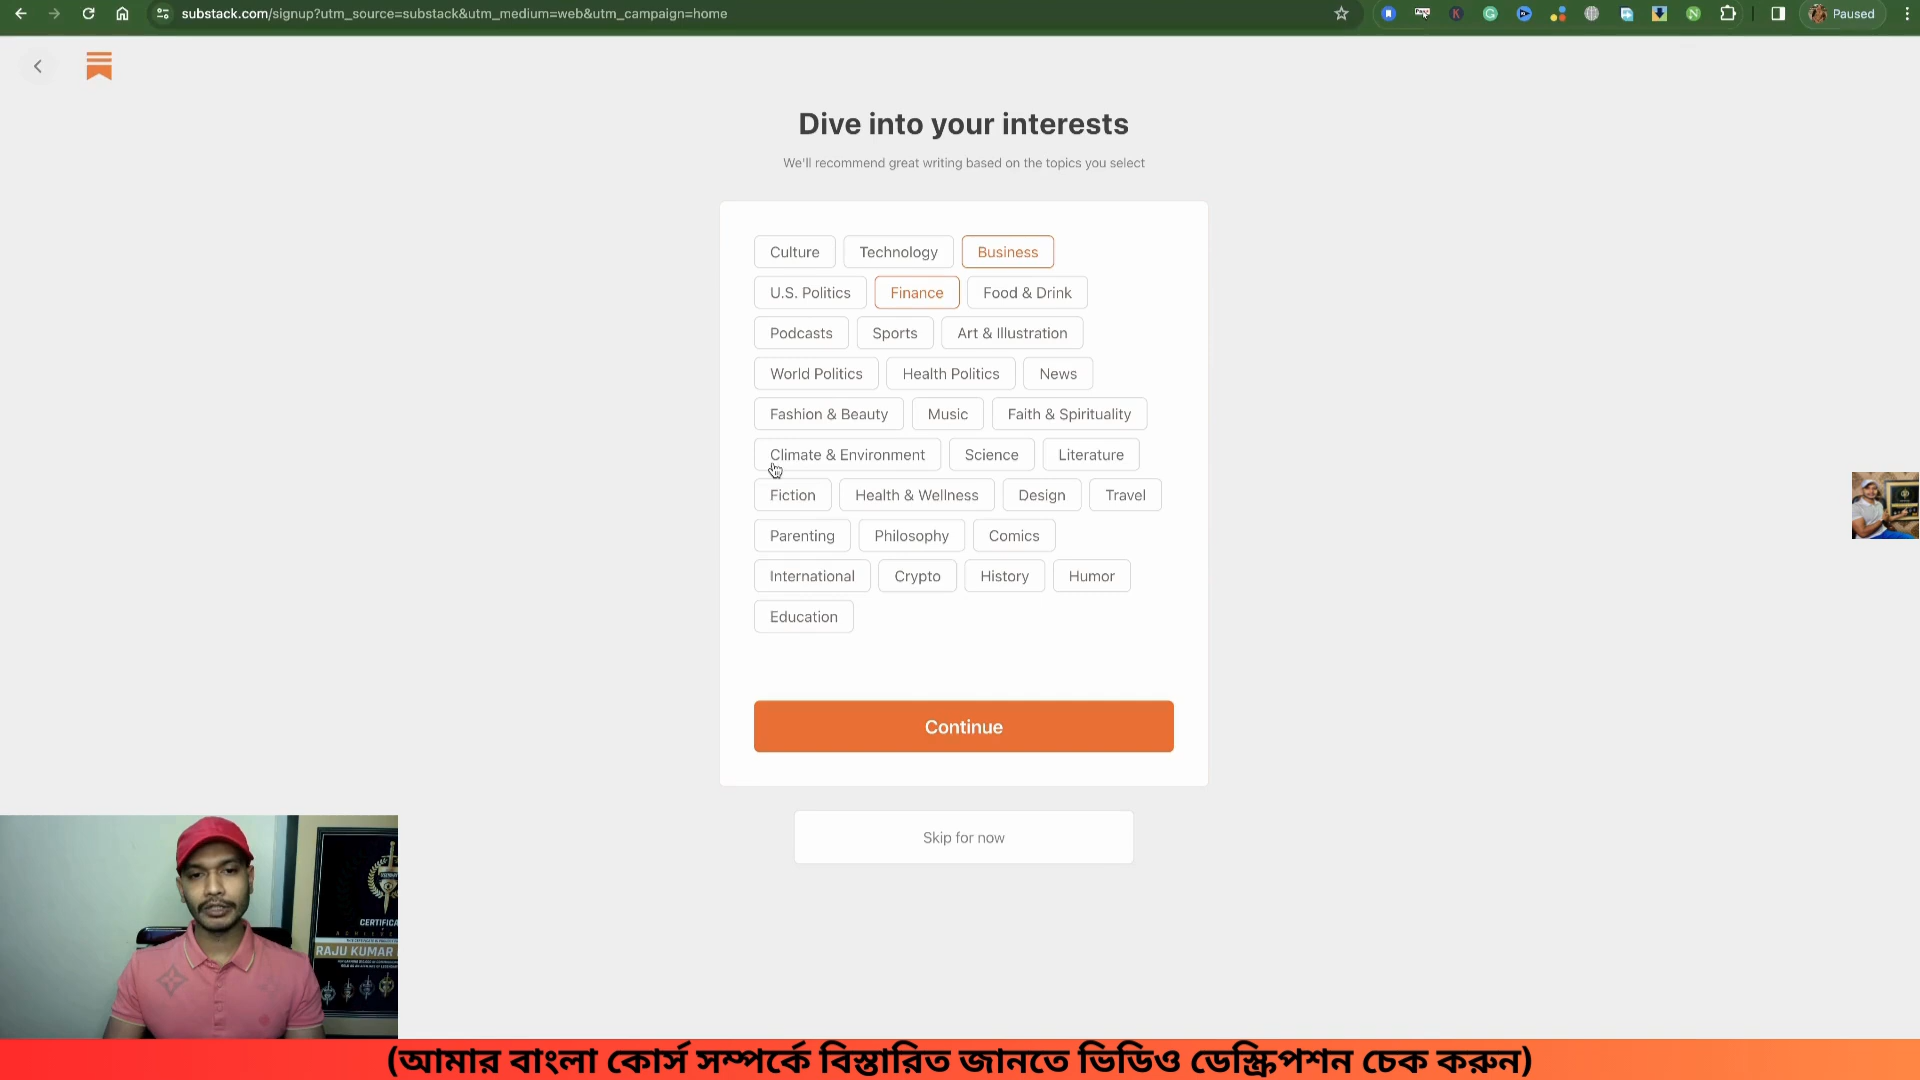 substack.com/signup?utm_source=substack&utm_medium=web&utm_campaign=home
Paused
Dive into your interests
We'll recommend great writing based on the topics you select
Culture Technology Business
U.S. Politics Finance Food & Drink
Podcasts Sports Art & Illustration
World Politics Health Politics News
Fashion & Beauty Music Faith & Spirituality
Climate & Environment Science Literature
Fiction Health & Wellness Design Travel
Parenting Philosophy Comics
International Crypto History Humor
Education
Continue
Skip for now
CERTIFICA
RAJU KUMAR
(আমার বাংলা কোর্স সম্পর্কে বিস্তারিত জানতে ভিডিও ডেস্ক্রিপশন চেক করুন)